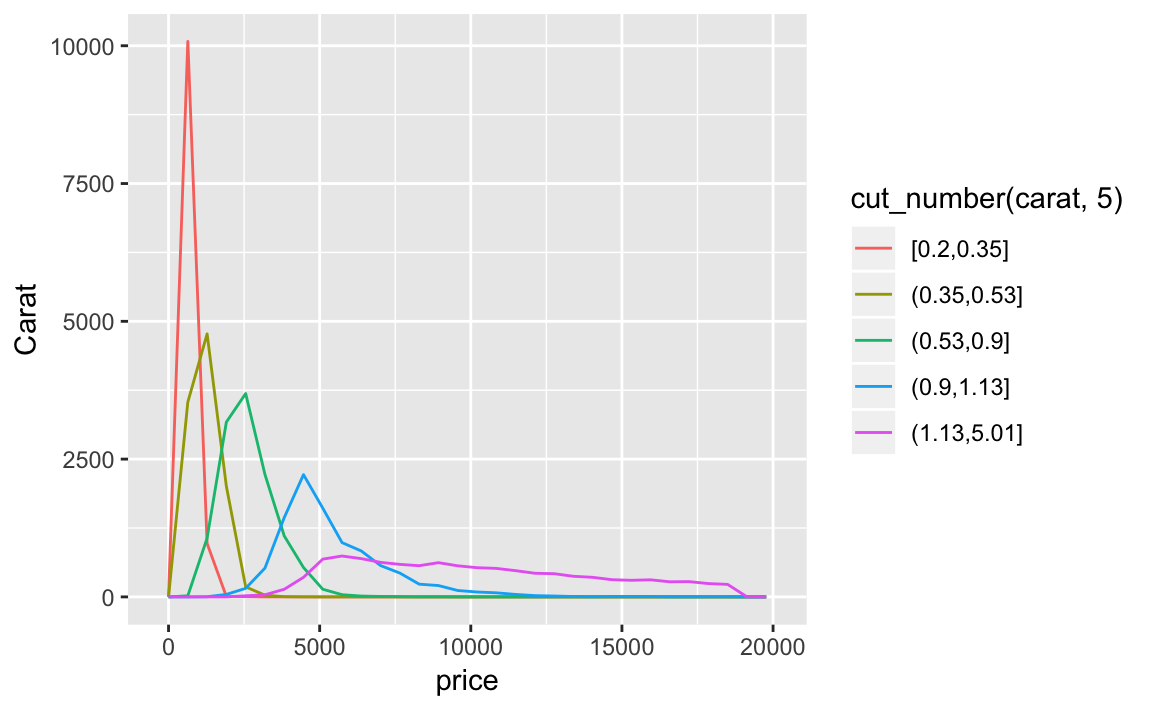 10000
7500
5000
2500
0
Carat
0 5000 10000 15000 20000
price
cut_number(carat, 5)
[0.2,0.35]
(0.35,0.53]
(0.53,0.9]
(0.9,1.13]
(1.13,5.01]